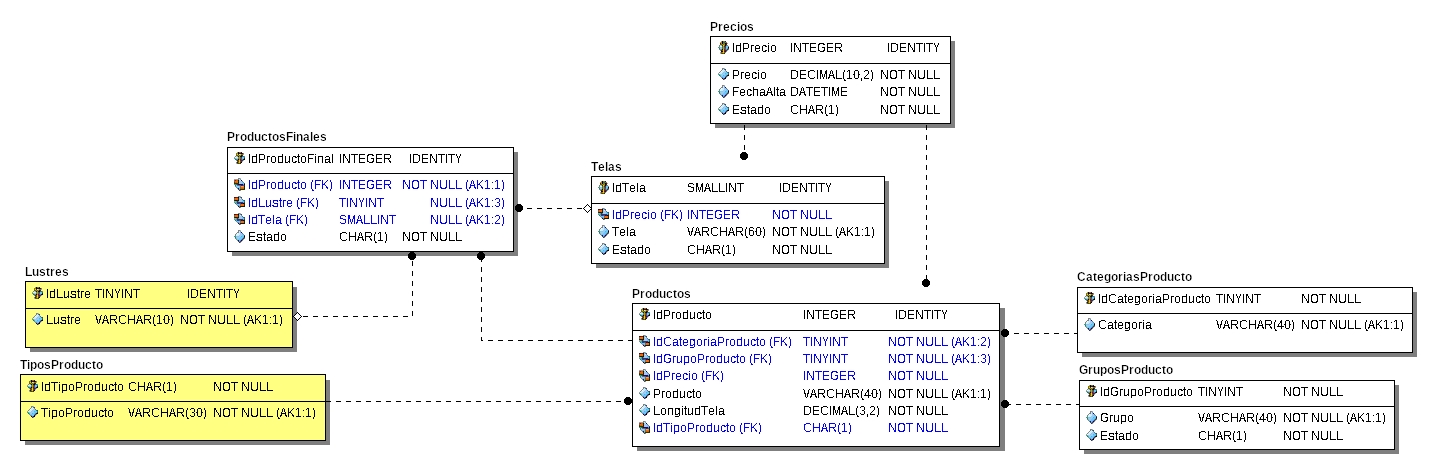 Precios
IdPrecio INTEGER IDENTITY
Precio DECIMAL(10,2) NOT NULL
FechaAlta DATETIME NOT NULL
Estado CHAR(1) NOT NULL
ProductosFinales
IdProductoFinal INTEGER IDENTITY
IdProducto (FK) INTEGER NOT NULL (AK1:1)
IdLustre (FK) TINYINT NULL (AK1:3)
IdTela (FK) SMALLINT NULL (AK1:2)
Estado CHAR(1) NOT NULL
Telas
IdTela SMALLINT IDENTITY
IdPrecio (FK) INTEGER NOT NULL
Tela VARCHAR(60) NOT NULL (AK1:1)
Estado CHAR(1) NOT NULL
Lustres
IdLustre TINYINT IDENTITY
Lustre VARCHAR(10) NOT NULL (AK1:1)
TiposProducto
IdTipoProducto CHAR(1) NOT NULL
TipoProducto VARCHAR(30) NOT NULL (AK1:1)
Productos
IdProducto INTEGER IDENTITY
IdCategoriaProducto (FK) TINYINT NOT NULL (AK1:2)
IdGrupoProducto (FK) TINYINT NOT NULL (AK1:3)
IdPrecio (FK) INTEGER NOT NULL
Producto VARCHAR(40) NOT NULL (AK1:1)
LongitudTela DECIMAL(3,2) NOT NULL
IdTipoProducto (FK) CHAR(1) NOT NULL
CategoriasProducto
IdCategoriaProducto TINYINT NOT NULL
Categoria VARCHAR(40) NOT NULL (AK1:1)
GruposProducto
IdGrupoProducto TINYINT NOT NULL
Grupo VARCHAR(40) NOT NULL (AK1:1)
Estado CHAR(1) NOT NULL